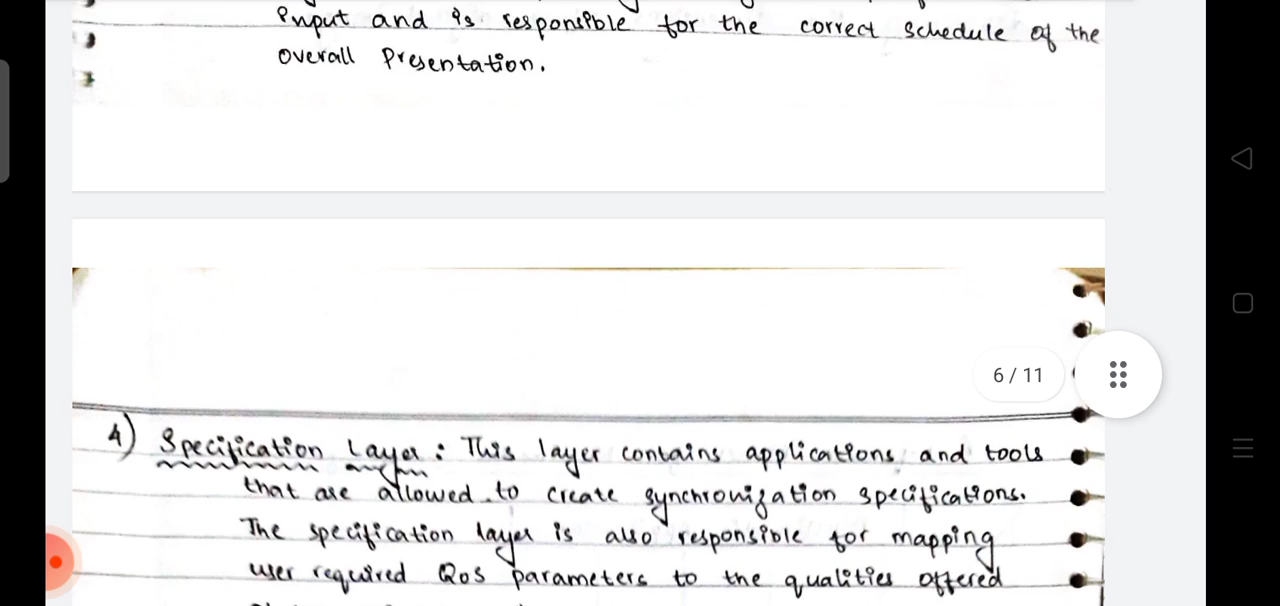 input and is responsible for the correct schedule of the
overall presentation.
6 / 11
4) Specification Layer : This layer contains applications and tools
that are allowed to create synchronization specifications.
The specification layer is also responsible for mapping
user required QoS parameters to the qualities offered